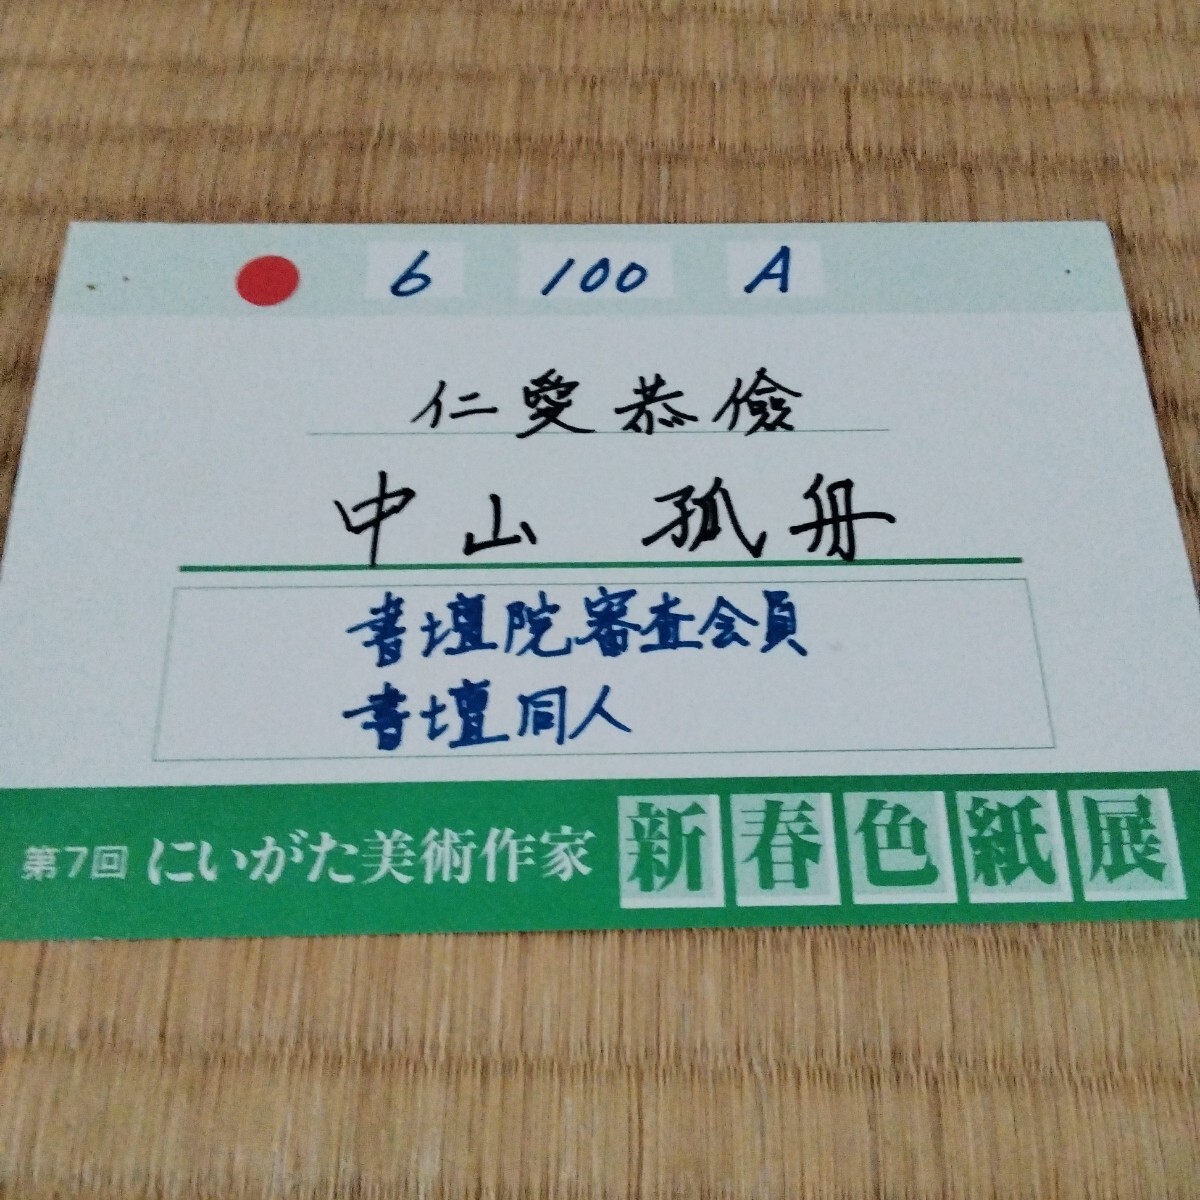 6 100 A
仁愛恭儉
中山 孤舟
書壇院審査会員
書壇同人
第7回 にいがた美術作家 新春色紙展